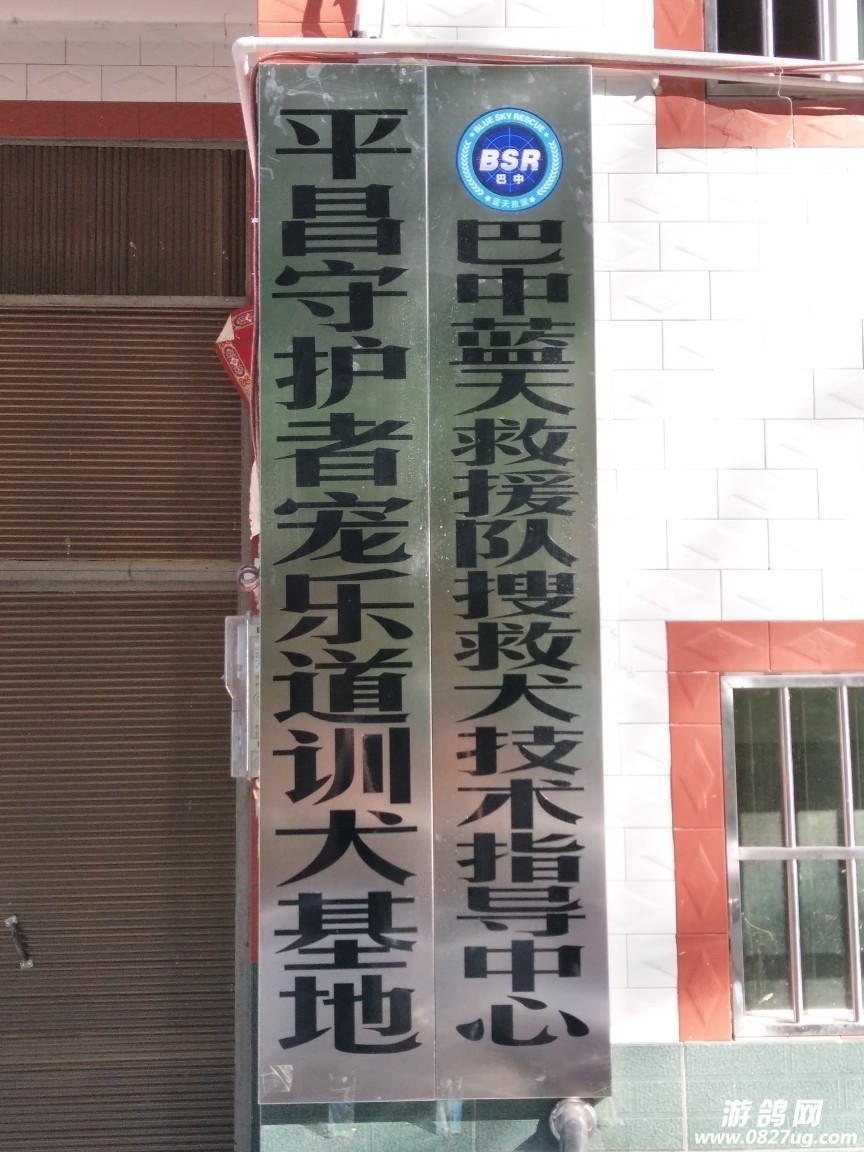 平昌守护者宠乐道训犬基地
BLUE SKY RESCUE
BSR
巴中
蓝天救援
巴中蓝天救援队搜救犬技术指导中心
游鸽网
www.0827ug.com